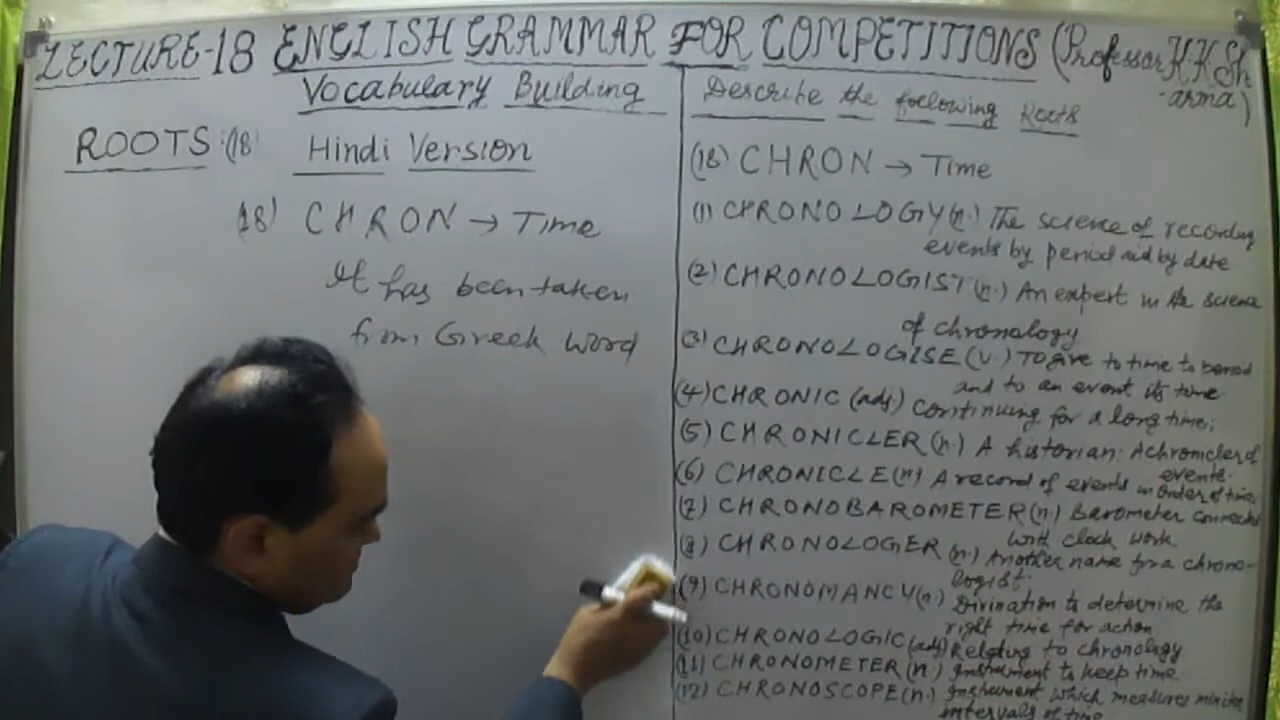 LECTURE-18 ENGLISH GRAMMAR FOR COMPETITIONS (Professor K K Sh
arma)
Vocabulary Building
ROOTS:(18) Hindi Version
18) CHRON → Time
It has been taken
from Greek word
Describe the following Roots
(18) CHRON → Time
(1) CHRONOLOGY (n.) The science of recording
events by period aid by date
(2) CHRONOLOGIST (n.) An expert in the science
of chronalogy
(3) CHRONOLOGISE (V.) To give to time to period
and to an event its time
(4) CHRONIC (adj.) Continuing for a long time;
(5) CHRONICLER (n.) A historian: A chronicler of
events.
(6) CHRONICLE (n) A record of events in order of time
(7) CHRONOBAROMETER (n) Barometer connected
with clock work
(8) CHRONOLOGER (n.) Another name for a chrono-
logist.
(9) CHRONOMANCY (n.) Divination to determine the
right time for action
(10) CHRONOLOGIC (adj) Relating to chronology
(11) CHRONOMETER (n.) Instrument to keep time.
(12) CHRONOSCOPE (n.) Instrument which measures
intervals of time